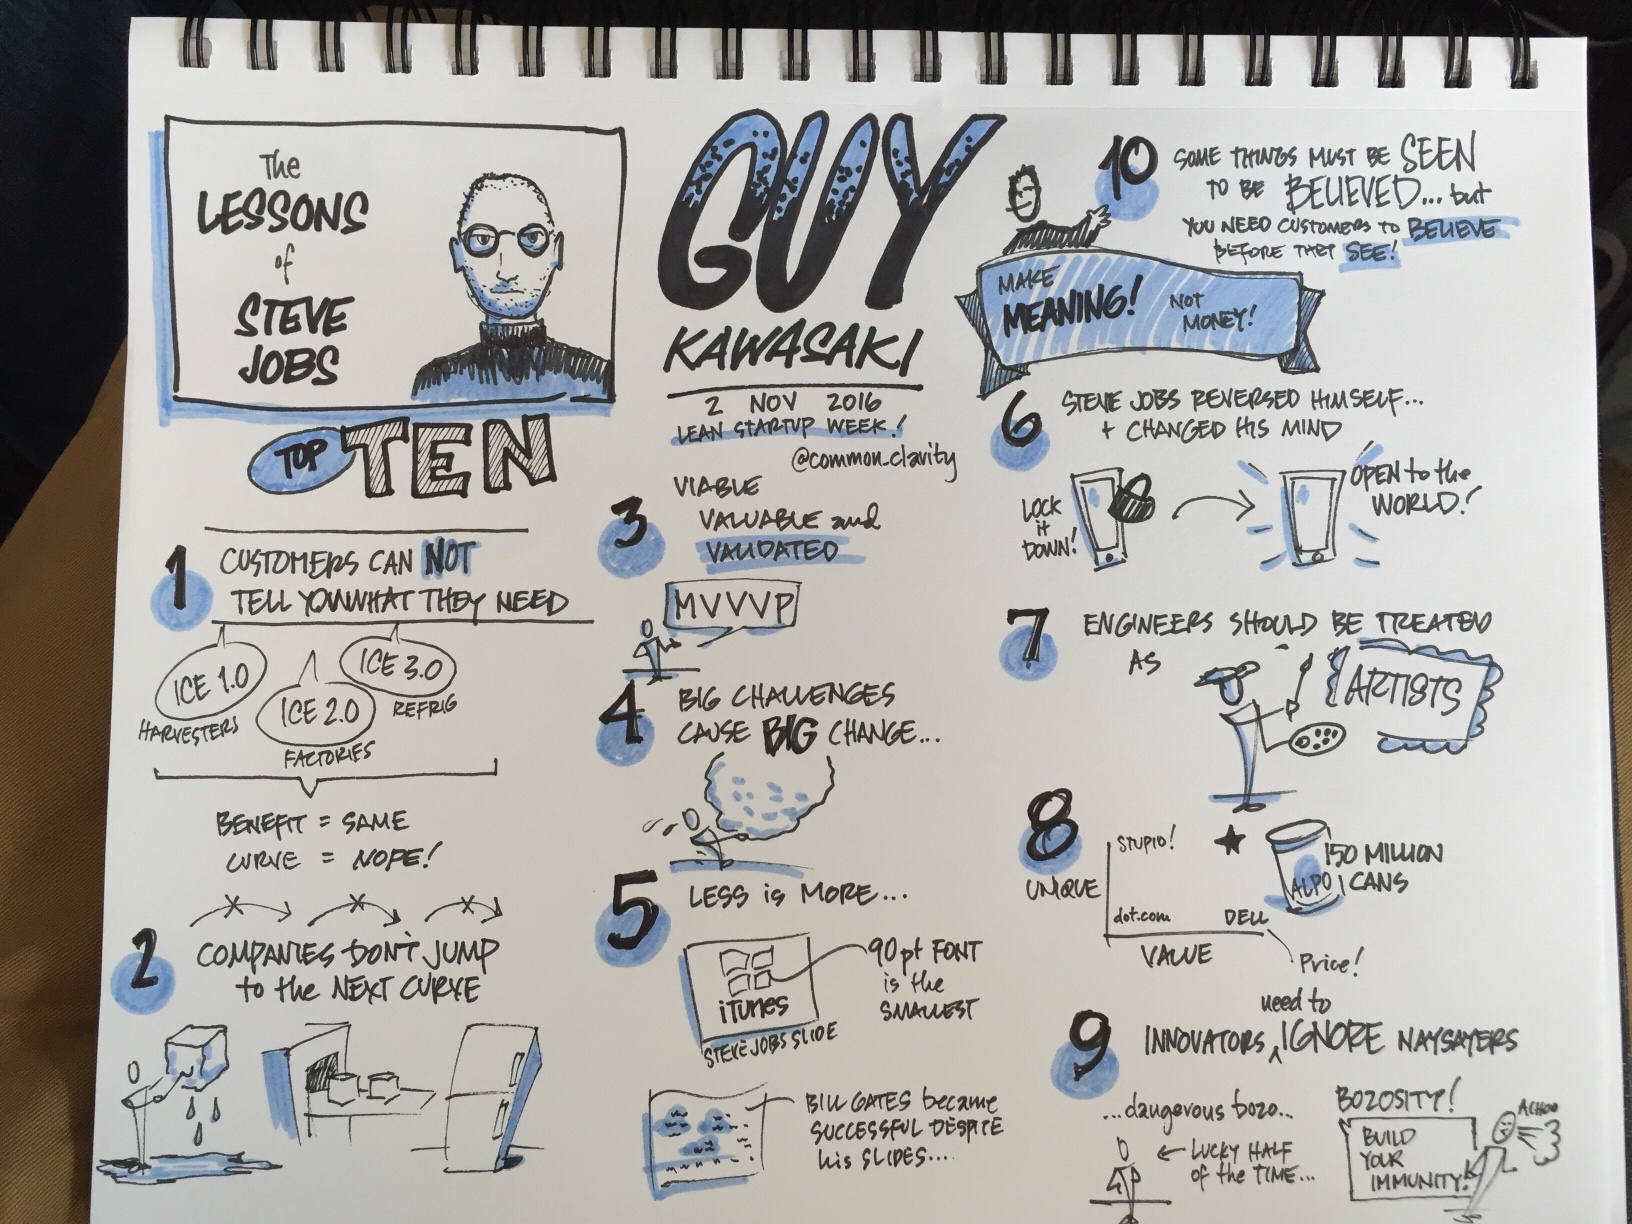 The
LESSONS
of
STEVE
JOBS
TOP TEN
GUY
KAWASAKI
2 NOV 2016
LEAN STARTUP WEEK!
@common_clarity
1
CUSTOMERS CAN NOT
TELL YOU WHAT THEY NEED
ICE 1.0
HARVESTERS
ICE 2.0
FACTORIES
ICE 3.0
REFRIG
BENEFIT = SAME
CURVE = NOPE!
2
COMPANIES DON'T JUMP
to the NEXT CURVE
3
VIABLE
VALUABLE and
VALIDATED
MVVVP
4
BIG CHALLENGES
CAUSE BIG CHANGE...
5
LESS is MORE...
iTunes
STEVE JOBS SLIDE
90pt FONT
is the
SMALLEST
BILL GATES became
SUCCESSFUL DESPITE
his SLIDES....
10
SOME THINGS MUST BE SEEN
TO BE BELIEVED... but
YOU NEED CUSTOMERS TO BELIEVE
BEFORE THEY SEE!
MAKE
MEANING!
NOT
MONEY!
6
STEVE JOBS REVERSED HIMSELF...
+ CHANGED HIS MIND
LOCK
it
DOWN!
OPEN to the
WORLD!
7
ENGINEERS SHOULD BE TREATED
AS
ARTISTS
8
UNIQUE
STUPID!
dot.com
DELL
VALUE
Price!
ALPO
150 MILLION
CANS
9
need to
INNOVATORS IGNORE NAYSAYERS
...dangerous bozo...
LUCKY HALF
of the TIME...
BOZOSITY!
BUILD
YOUR
IMMUNITY!
ACHOO